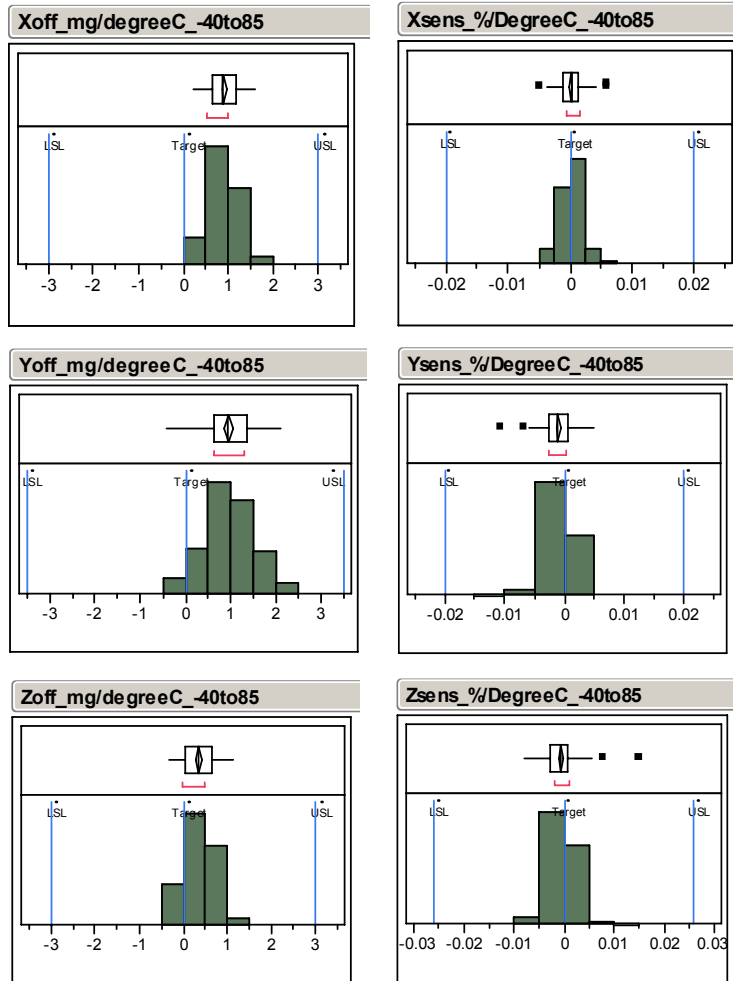 Xoff_mg/degreeC_-40to85
LSL Target USL
-3 -2 -1 0 1 2 3
Xsens_%/DegreeC_-40to85
LSL Target USL
-0.02 -0.01 0 0.01 0.02
Yoff_mg/degreeC_-40to85
LSL Target USL
-3 -2 -1 0 1 2 3
Ysens_%/DegreeC_-40to85
LSL Target USL
-0.02 -0.01 0 0.01 0.02
Zoff_mg/degreeC_-40to85
LSL Target USL
-3 -2 -1 0 1 2 3
Zsens_%/DegreeC_-40to85
LSL Target USL
-0.03 -0.02 -0.01 0 0.01 0.02 0.03